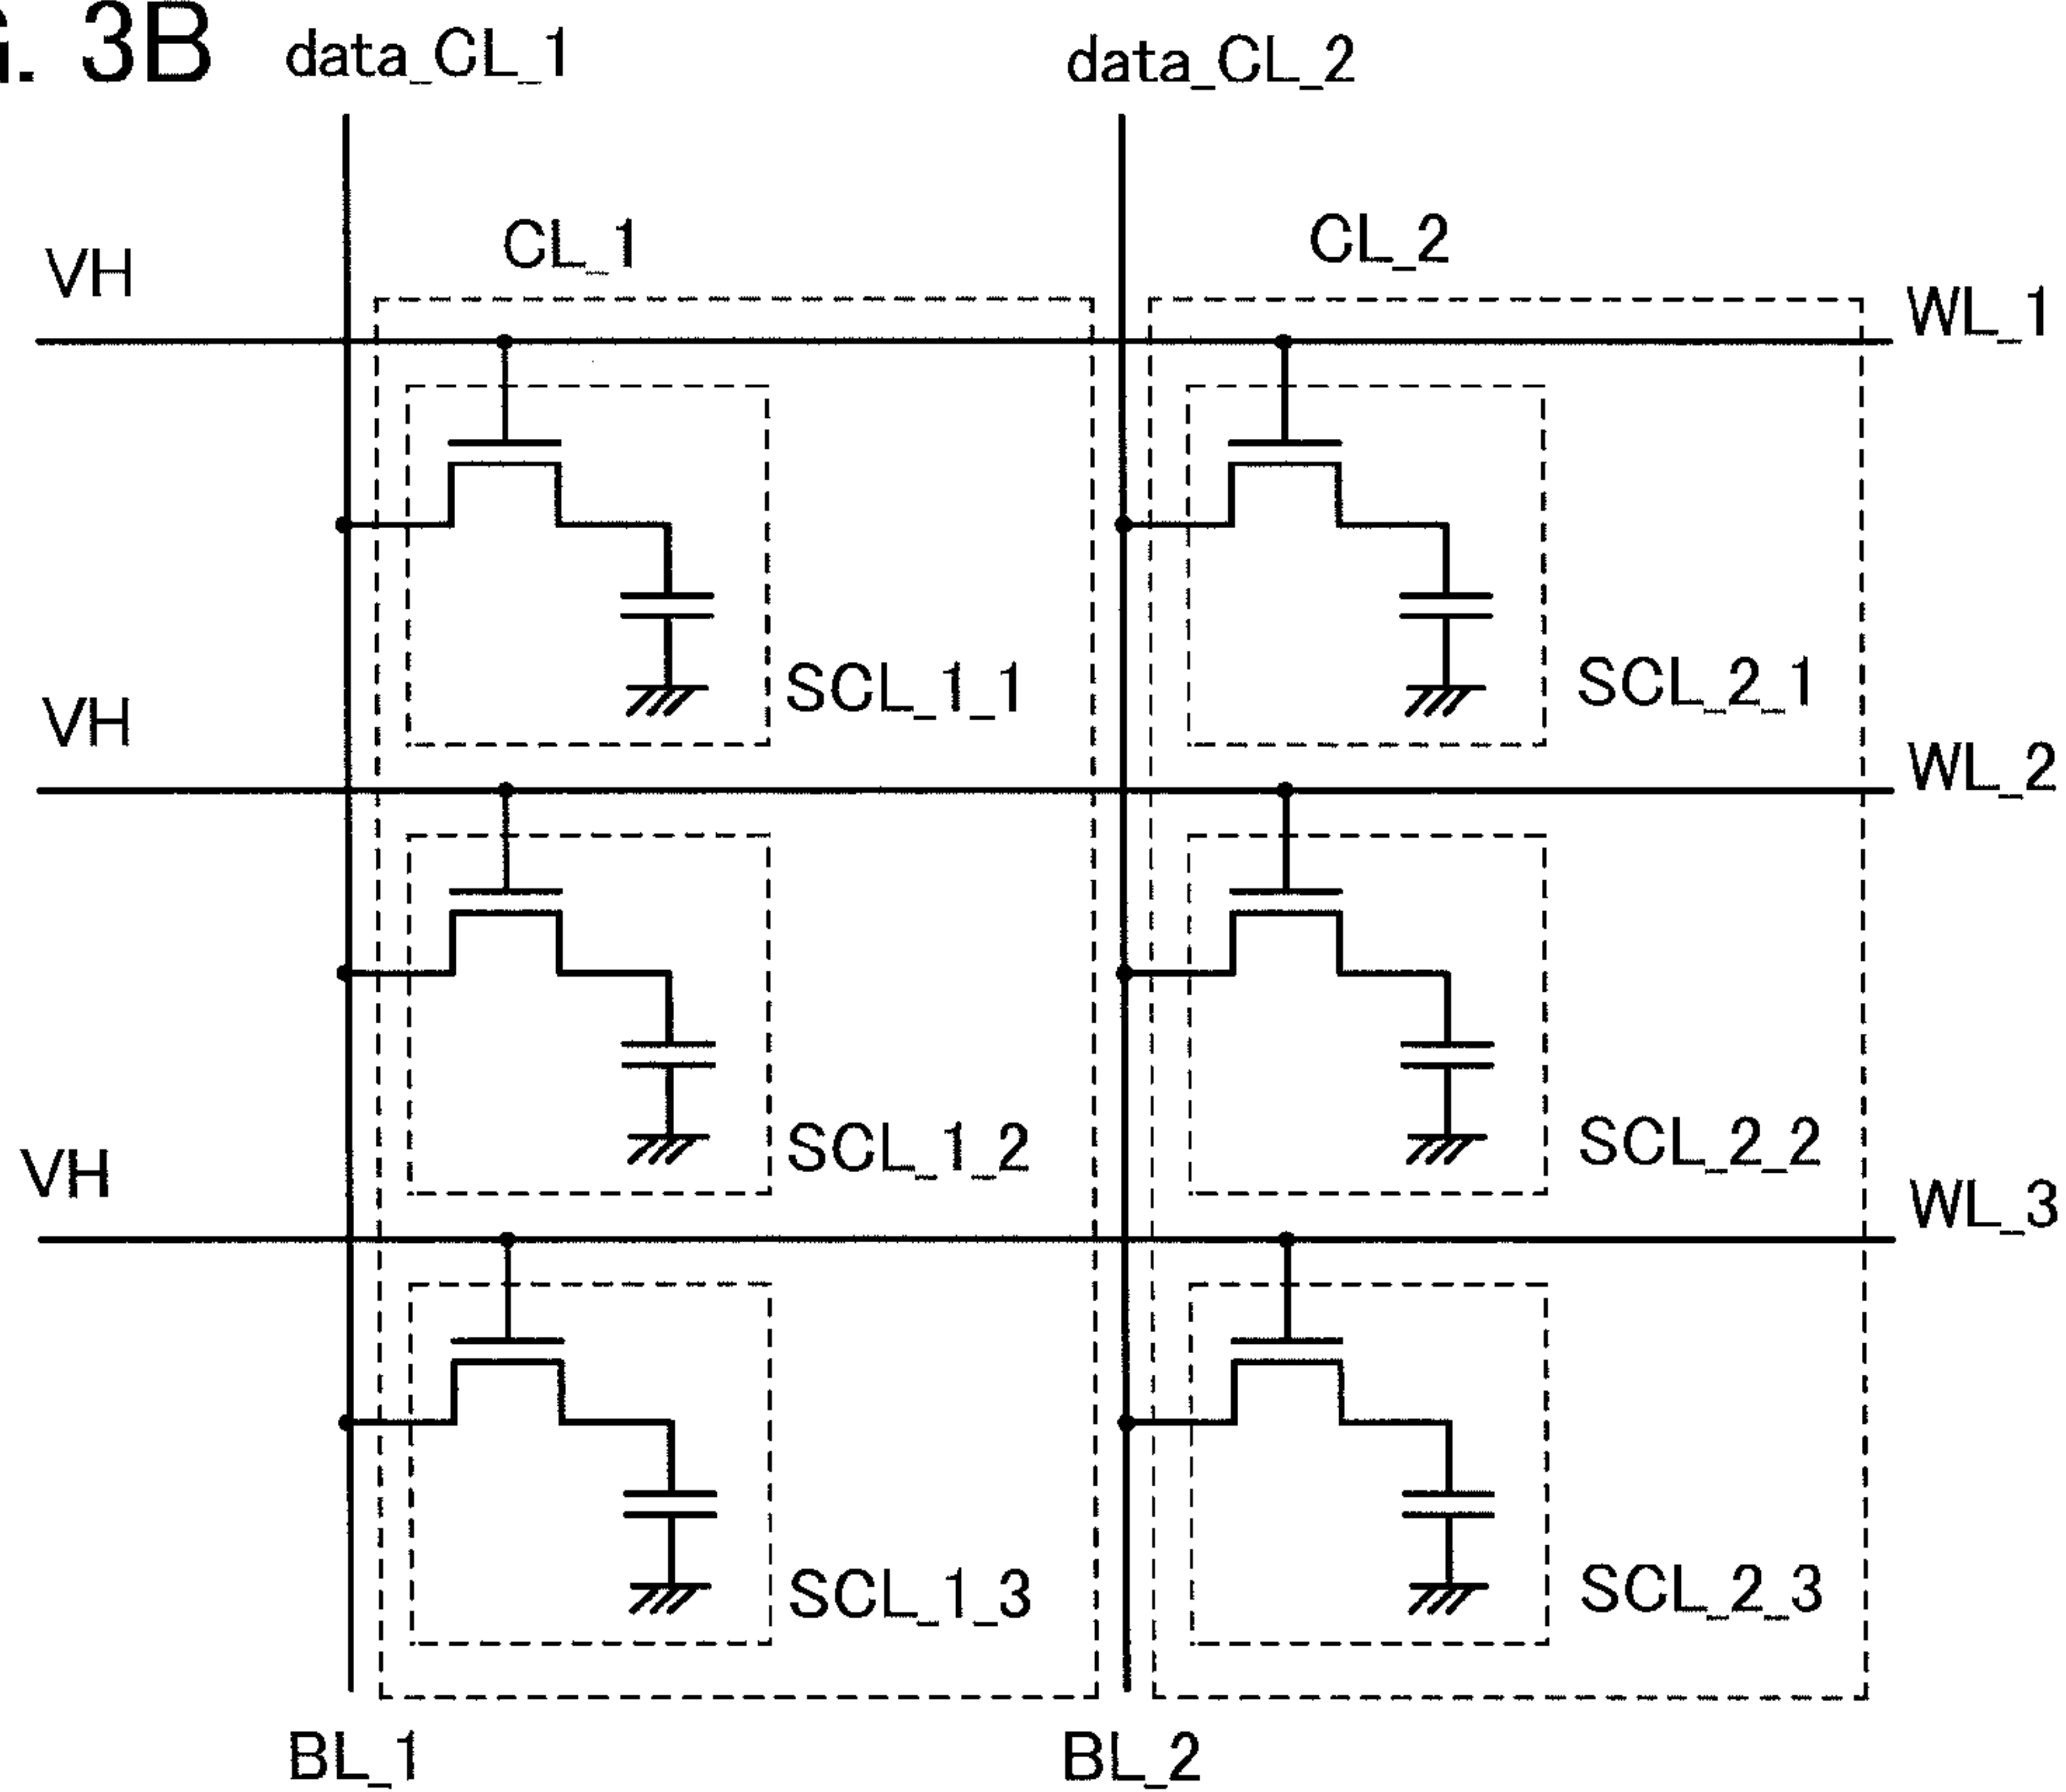 G. 3B
data_CL_1
data_CL_2
CL_1
CL_2
VH
WL_1
SCL_1_1
SCL_2_1
VH
WL_2
SCL_1_2
SCL_2_2
VH
WL_3
SCL_1_3
SCL_2_3
BL_1
BL_2